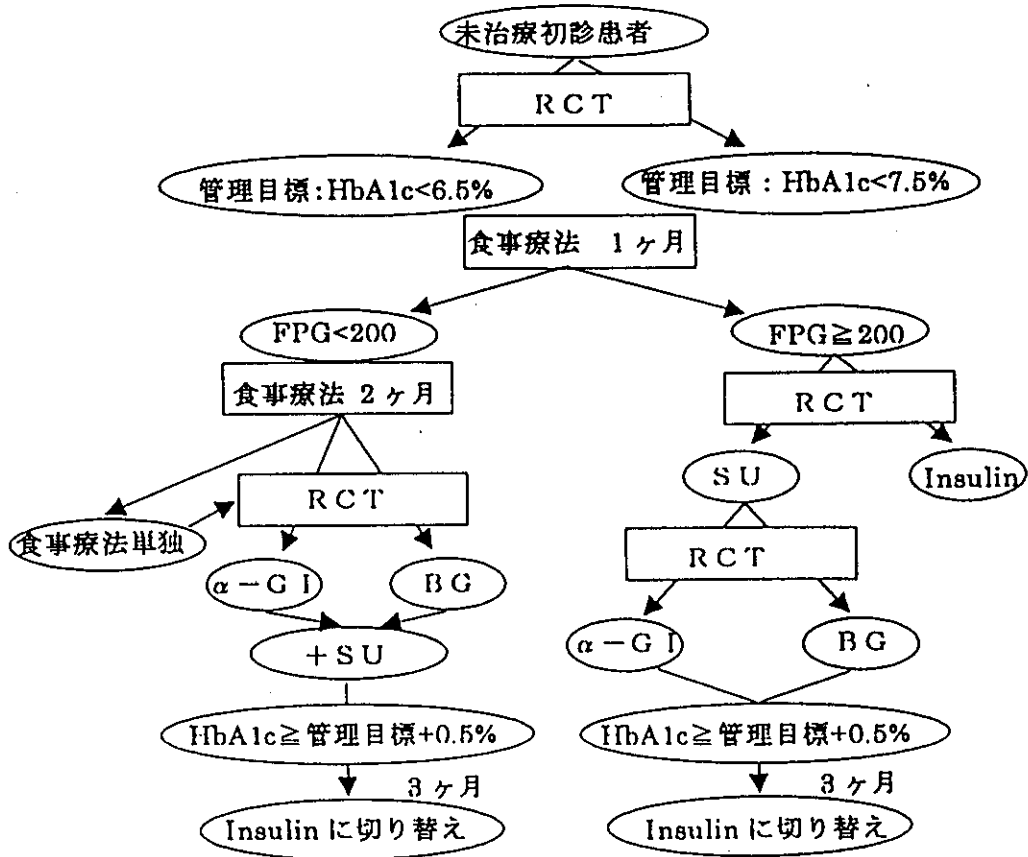 未治療初診患者
RCT
管理目標:HbA1c<6.5%
管理目標:HbA1c<7.5%
食事療法 1ヶ月
FPG<200
FPG≧200
食事療法 2ヶ月
RCT
SU
Insulin
RCT
食事療法単独
RCT
α-GI
BG
α-GI
BG
+SU
HbA1c≧管理目標+0.5%
HbA1c≧管理目標+0.5%
3ヶ月
3ヶ月
Insulinに切り替え
Insulinに切り替え